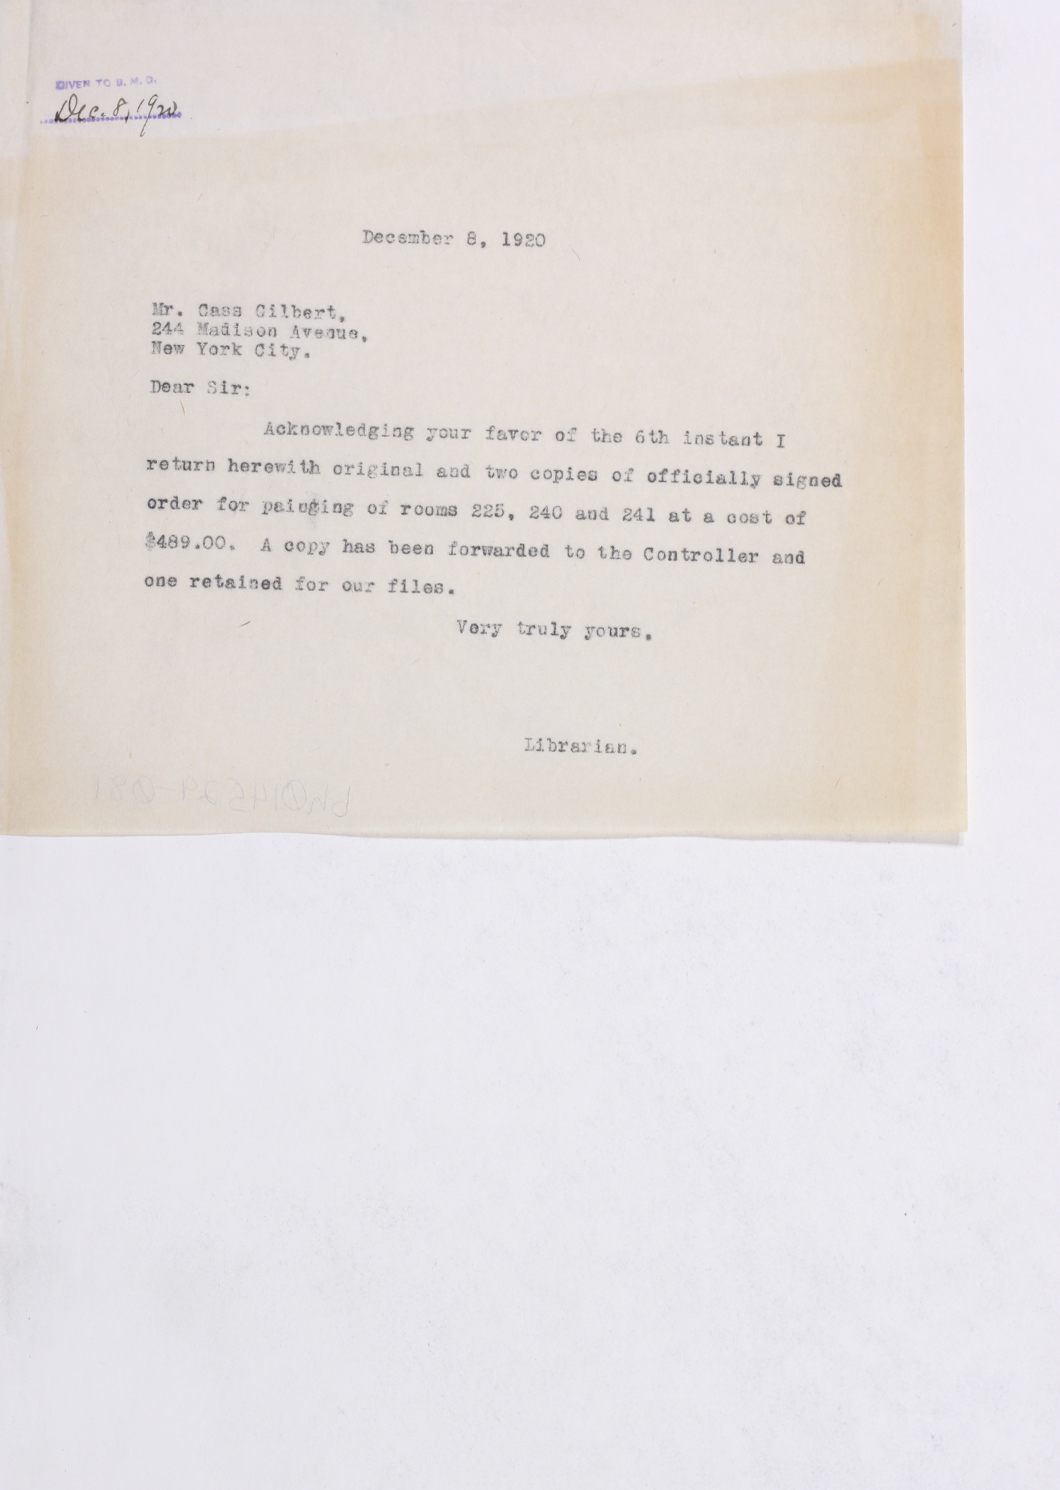 GIVEN TO B. M. O.
Dec. 8, 1920
December 8, 1920
Mr. Cass Gilbert,
244 Madison Avenue,
New York City.
Dear Sir:
Acknowledging your favor of the 6th instant I
return herewith original and two copies of officially signed
order for painging of rooms 225, 240 and 241 at a cost of
$489.00. A copy has been forwarded to the Controller and
one retained for our files.
Very truly yours,
Librarian.